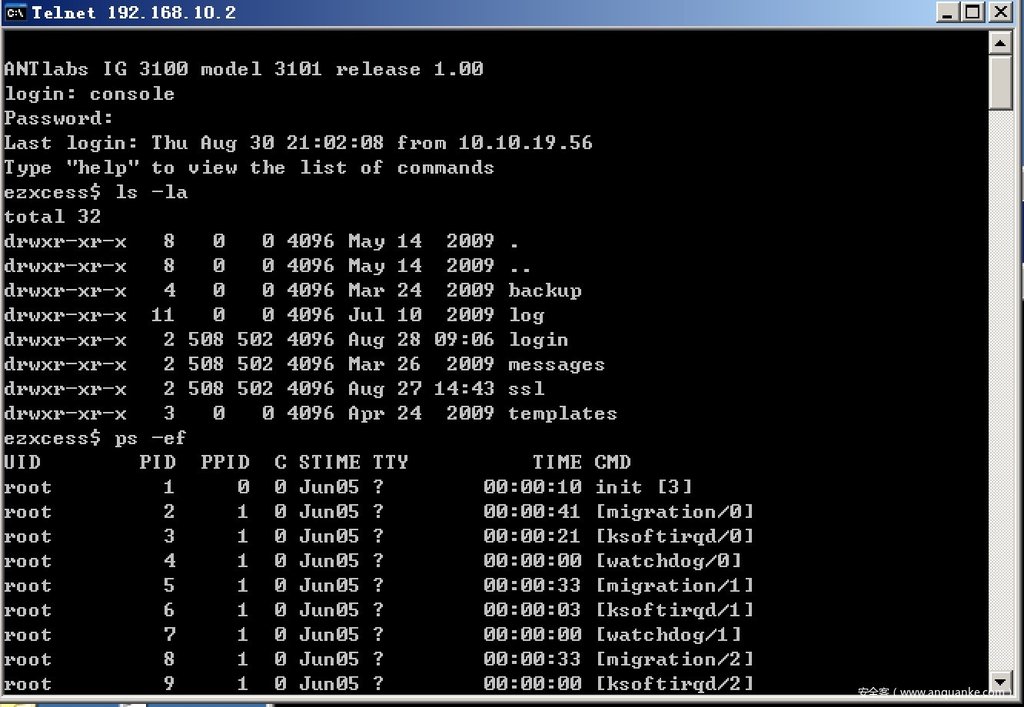 Telnet 192.168.10.2
ANTlabs IG 3100 model 3101 release 1.00
login: console
Password:
Last login: Thu Aug 30 21:02:08 from 10.10.19.56
Type "help" to view the list of commands
ezxcess$ ls -la
total 32
drwxr-xr-x   8   0   0 4096 May 14  2009 .
drwxr-xr-x   8   0   0 4096 May 14  2009 ..
drwxr-xr-x   4   0   0 4096 Mar 24  2009 backup
drwxr-xr-x  11   0   0 4096 Jul 10  2009 log
drwxr-xr-x   2 508 502 4096 Aug 28 09:06 login
drwxr-xr-x   2 508 502 4096 Mar 26  2009 messages
drwxr-xr-x   2 508 502 4096 Aug 27 14:43 ssl
drwxr-xr-x   3   0   0 4096 Apr 24  2009 templates
ezxcess$ ps -ef
UID        PID  PPID  C STIME TTY          TIME CMD
root         1     0  0 Jun05 ?        00:00:10 init [3]
root         2     1  0 Jun05 ?        00:00:41 [migration/0]
root         3     1  0 Jun05 ?        00:00:21 [ksoftirqd/0]
root         4     1  0 Jun05 ?        00:00:00 [watchdog/0]
root         5     1  0 Jun05 ?        00:00:33 [migration/1]
root         6     1  0 Jun05 ?        00:00:03 [ksoftirqd/1]
root         7     1  0 Jun05 ?        00:00:00 [watchdog/1]
root         8     1  0 Jun05 ?        00:00:33 [migration/2]
root         9     1  0 Jun05 ?        00:00:00 [ksoftirqd/2]
安全客（www.anquanke.com）